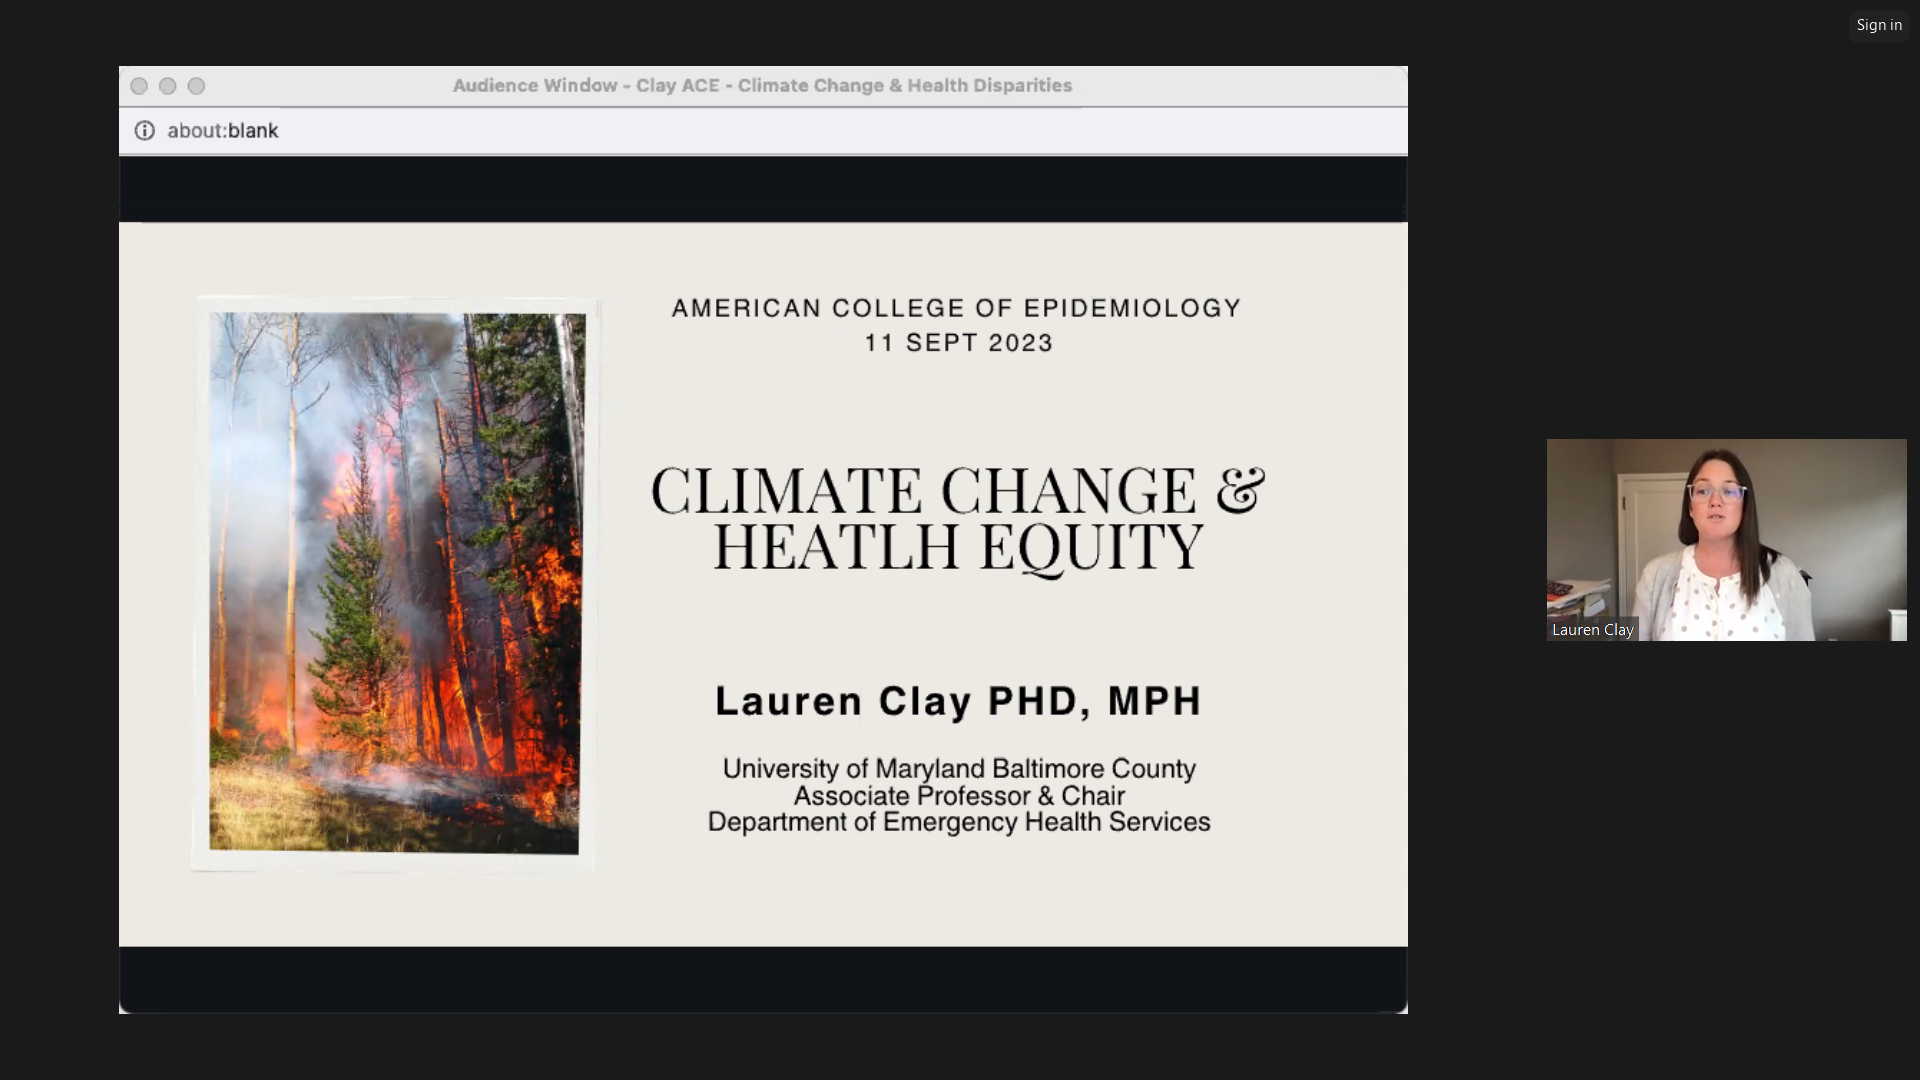 Sign in
Audience Window - Clay ACE - Climate Change & Health Disparities
about:blank
AMERICAN COLLEGE OF EPIDEMIOLOGY
11 SEPT 2023
CLIMATE CHANGE &
HEATLH EQUITY
Lauren Clay PHD, MPH
University of Maryland Baltimore County
Associate Professor & Chair
Department of Emergency Health Services
Lauren Clay